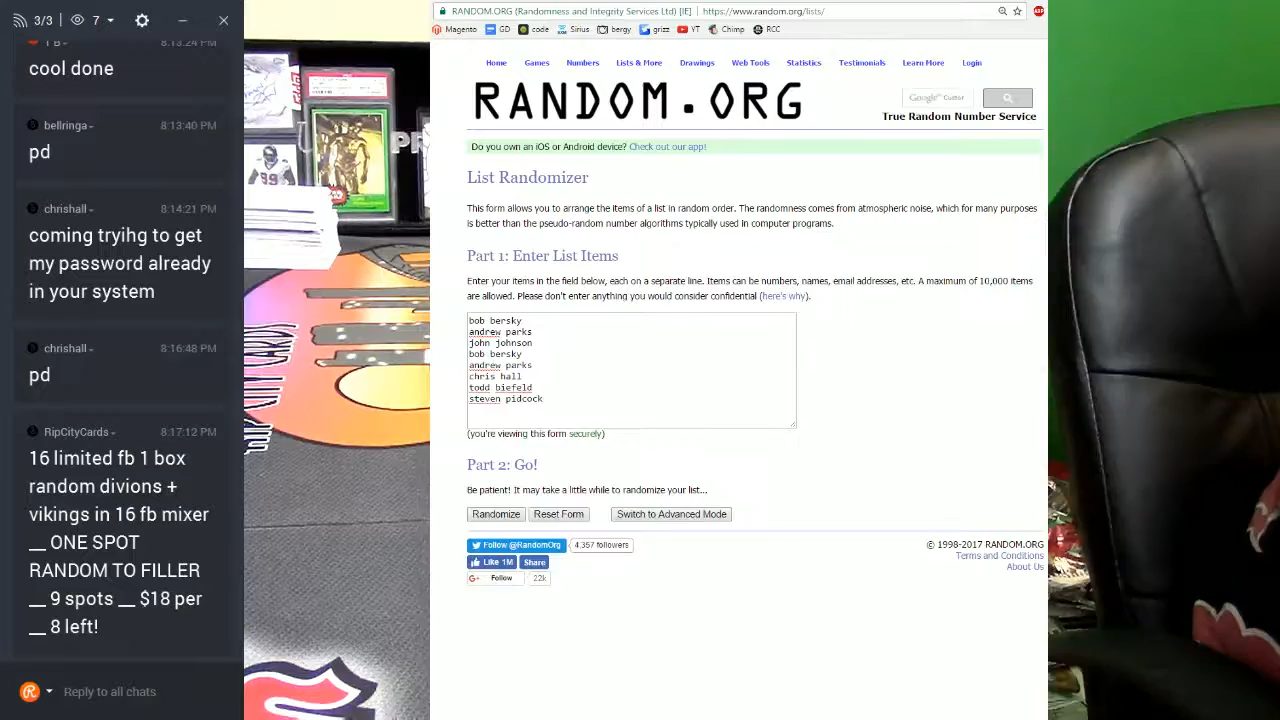 3/3
7
T B 8:13:24 PM
cool done
bellringa 8:13:40 PM
pd
chrishall 8:14:21 PM
coming tryihg to get
my password already
in your system
chrishall 8:16:48 PM
pd
RipCityCards 8:17:12 PM
16 limited fb 1 box
random divions +
vikings in 16 fb mixer
__ ONE SPOT
RANDOM TO FILLER
__ 9 spots __ $18 per
__ 8 left!
Reply to all chats
99
PR
RANDOM.ORG (Randomness and Integrity Services Ltd) [IE] | https://www.random.org/lists/
ABP
Magento GD code Sirius bergy grizz YT Chimp RCC
Home Games Numbers Lists & More Drawings Web Tools Statistics Testimonials Learn More Login
RANDOM.ORG
Google™ Custom
True Random Number Service
Do you own an iOS or Android device? Check out our app!
List Randomizer
This form allows you to arrange the items of a list in random order. The randomness comes from atmospheric noise, which for many purposes
is better than the pseudo-random number algorithms typically used in computer programs.
Part 1: Enter List Items
Enter your items in the field below, each on a separate line. Items can be numbers, names, email addresses, etc. A maximum of 10,000 items
are allowed. Please don't enter anything you would consider confidential (here's why).
bob bersky
andrew parks
john johnson
bob bersky
andrew parks
chris hall
todd biefeld
steven pidcock
(you're viewing this form securely)
Part 2: Go!
Be patient! It may take a little while to randomize your list...
Randomize Reset Form Switch to Advanced Mode
Follow @RandomOrg 4,357 followers
Like 1M Share
G+ Follow 22k
© 1998-2017 RANDOM.ORG
Terms and Conditions
About Us